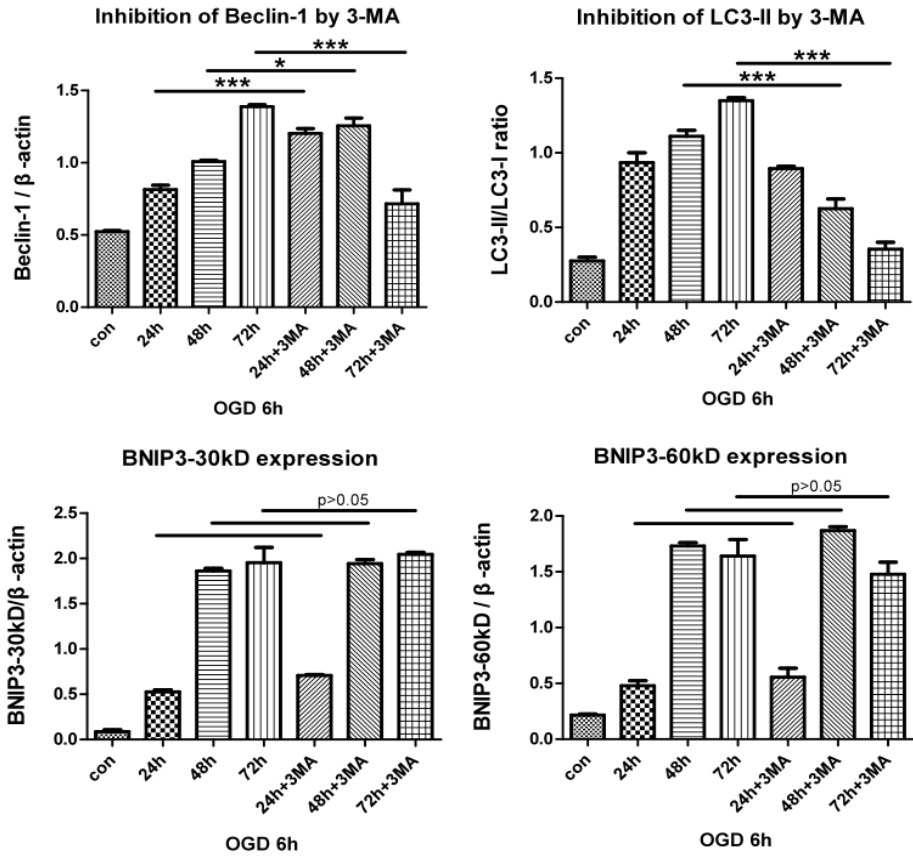 Inhibition of Beclin-1 by 3-MA
***
*
***
Beclin-1 / β -actin
1.5
1.0
0.5
0.0
con
24h
48h
72h
24h+3MA
48h+3MA
72h+3MA
OGD 6h
Inhibition of LC3-II by 3-MA
***
***
LC3-II/LC3-I ratio
1.5
1.0
0.5
0.0
con
24h
48h
72h
24h+3MA
48h+3MA
72h+3MA
OGD 6h
BNIP3-30kD expression
p>0.05
BNIP3-30kD/β -actin
2.5
2.0
1.5
1.0
0.5
0.0
con
24h
48h
72h
24h+3MA
48h+3MA
72h+3MA
OGD 6h
BNIP3-60kD expression
p>0.05
BNIP3-60kD / β -actin
2.0
1.5
1.0
0.5
0.0
con
24h
48h
72h
24h+3MA
48h+3MA
72h+3MA
OGD 6h